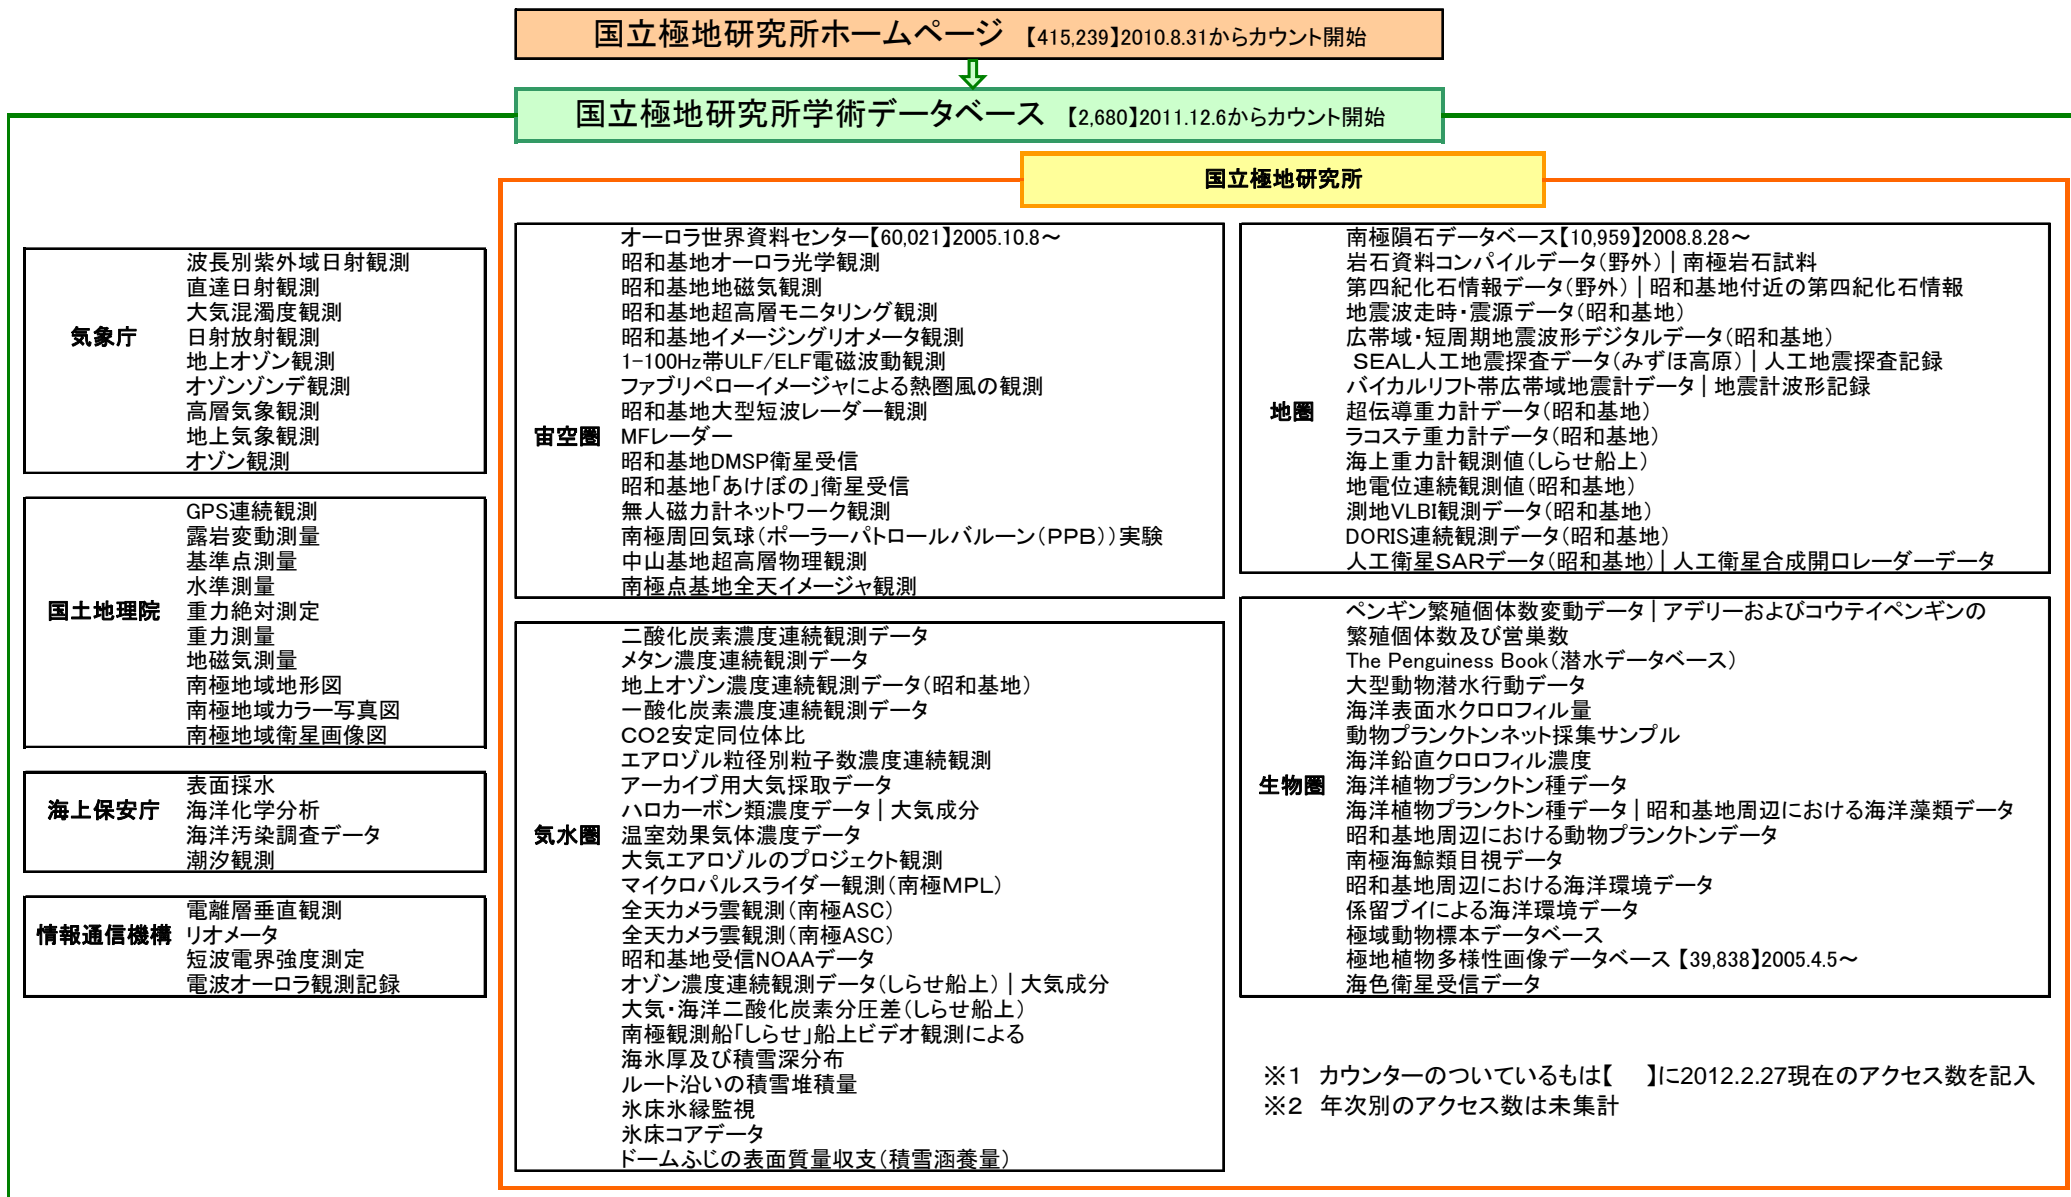 国立極地研究所ホームページ 【415,239】2010.8.31からカウント開始
国立極地研究所学術データベース 【2,680】2011.12.6からカウント開始
国立極地研究所
気象庁
波長別紫外域日射観測
直達日射観測
大気混濁度観測
日射放射観測
地上オゾン観測
オゾンゾンデ観測
高層気象観測
地上気象観測
オゾン観測
国土地理院
GPS連続観測
露岩変動測量
基準点測量
水準測量
重力絶対測定
重力測量
地磁気測量
南極地域地形図
南極地域カラー写真図
南極地域衛星画像図
海上保安庁
表面採水
海洋化学分析
海洋汚染調査データ
潮汐観測
情報通信機構
電離層垂直観測
リオメータ
短波電界強度測定
電波オーロラ観測記録
宙空圏
オーロラ世界資料センター【60,021】2005.10.8～
昭和基地オーロラ光学観測
昭和基地地磁気観測
昭和基地超高層モニタリング観測
昭和基地イメージングリオメータ観測
1-100Hz帯ULF/ELF電磁波動観測
ファブリペローイメージャによる熱圏風の観測
昭和基地大型短波レーダー観測
MFレーダー
昭和基地DMSP衛星受信
昭和基地「あけぼの」衛星受信
無人磁力計ネットワーク観測
南極周回気球（ポーラーパトロールバルーン（ＰＰＢ））実験
中山基地超高層物理観測
南極点基地全天イメージャ観測
気水圏
二酸化炭素濃度連続観測データ
メタン濃度連続観測データ
地上オゾン濃度連続観測データ（昭和基地）
一酸化炭素濃度連続観測データ
ＣＯ２安定同位体比
エアロゾル粒径別粒子数濃度連続観測
アーカイブ用大気採取データ
ハロカーボン類濃度データ | 大気成分
温室効果気体濃度データ
大気エアロゾルのプロジェクト観測
マイクロパルスライダー観測（南極ＭＰＬ）
全天カメラ雲観測（南極ASC）
全天カメラ雲観測（南極ASC）
昭和基地受信NOAAデータ
オゾン濃度連続観測データ（しらせ船上） | 大気成分
大気・海洋二酸化炭素分圧差（しらせ船上）
南極観測船「しらせ」船上ビデオ観測による
海氷厚及び積雪深分布
ルート沿いの積雪堆積量
氷床氷縁監視
氷床コアデータ
ドームふじの表面質量収支（積雪涵養量）
地圏
南極隕石データベース【10,959】2008.8.28～
岩石資料コンパイルデータ（野外） | 南極岩石試料
第四紀化石情報データ（野外） | 昭和基地付近の第四紀化石情報
地震波走時・震源データ（昭和基地）
広帯域・短周期地震波形デジタルデータ（昭和基地）
ＳＥＡＬ人工地震探査データ（みずほ高原） | 人工地震探査記録
バイカルリフト帯広帯域地震計データ | 地震計波形記録
超伝導重力計データ（昭和基地）
ラコステ重力計データ（昭和基地）
海上重力計観測値（しらせ船上）
地電位連続観測値（昭和基地）
測地VLBI観測データ（昭和基地）
DORIS連続観測データ（昭和基地）
人工衛星ＳＡＲデータ（昭和基地） | 人工衛星合成開口レーダーデータ
生物圏
ペンギン繁殖個体数変動データ | アデリーおよびコウテイペンギンの
繁殖個体数及び営巣数
The Penguiness Book（潜水データベース）
大型動物潜水行動データ
海洋表面水クロロフィル量
動物プランクトンネット採集サンプル
海洋鉛直クロロフィル濃度
海洋植物プランクトン種データ
海洋植物プランクトン種データ | 昭和基地周辺における海洋藻類データ
昭和基地周辺における動物プランクトンデータ
南極海鯨類目視データ
昭和基地周辺における海洋環境データ
係留ブイによる海洋環境データ
極域動物標本データベース
極地植物多様性画像データベース 【39,838】2005.4.5～
海色衛星受信データ
※１ カウンターのついているもは【　】に2012.2.27現在のアクセス数を記入
※２ 年次別のアクセス数は未集計